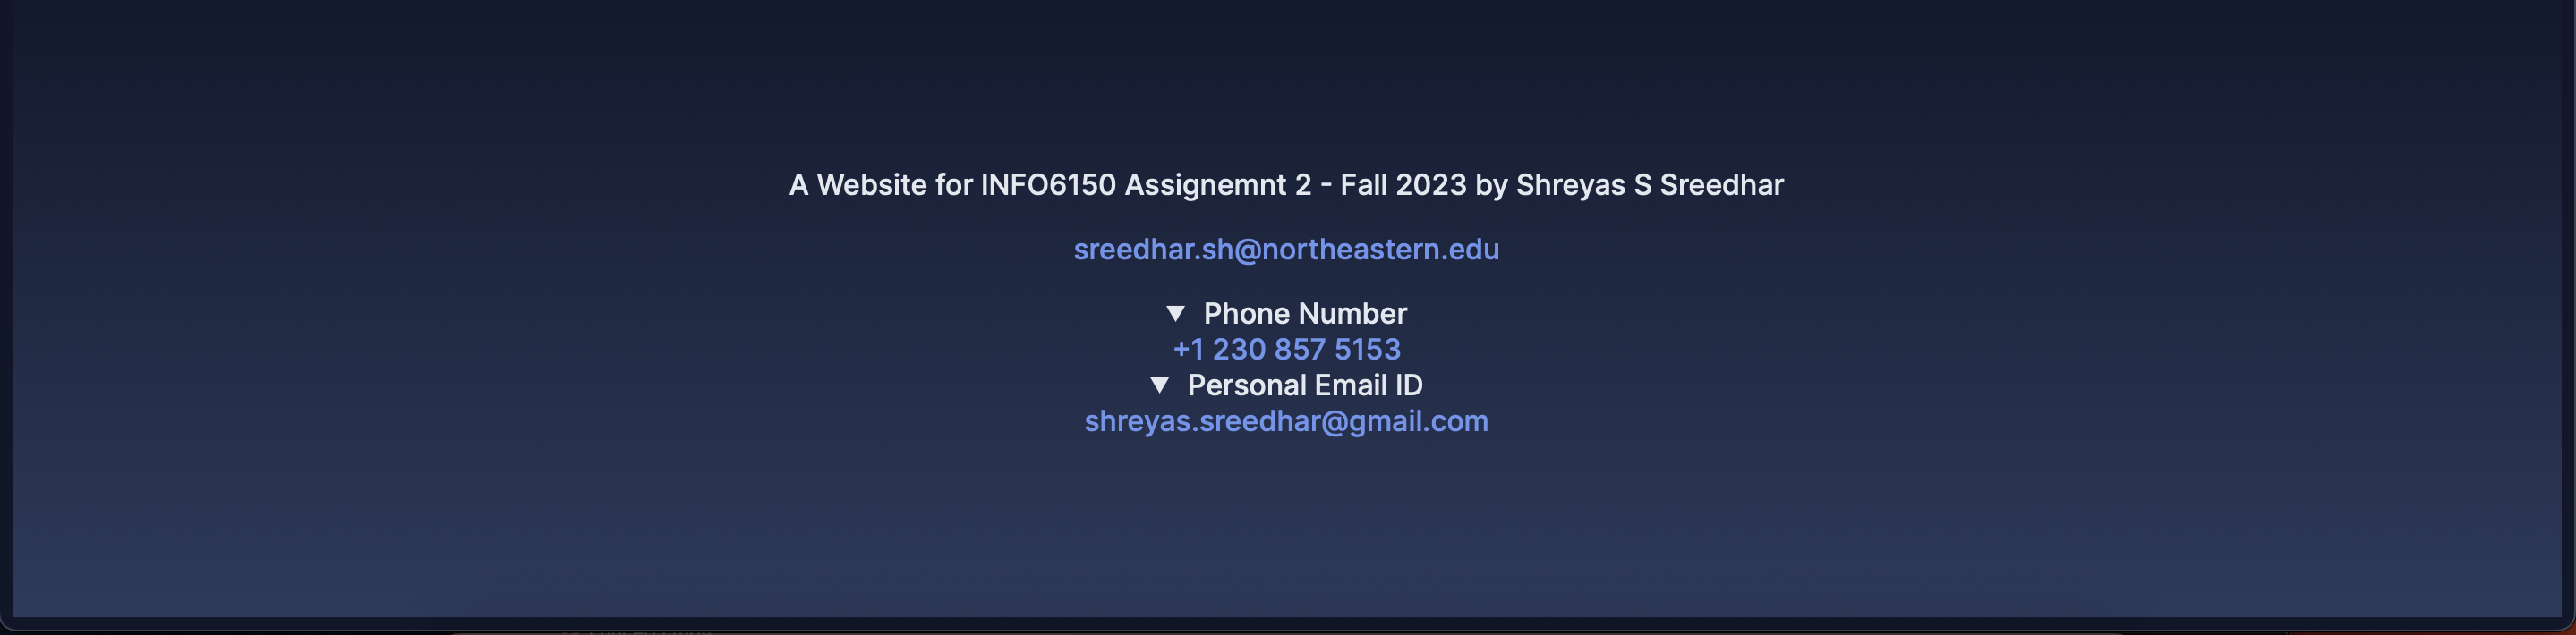 A Website for INFO6150 Assignemnt 2 - Fall 2023 by Shreyas S Sreedhar
sreedhar.sh@northeastern.edu
▼ Phone Number
+1 230 857 5153
▼ Personal Email ID
shreyas.sreedhar@gmail.com